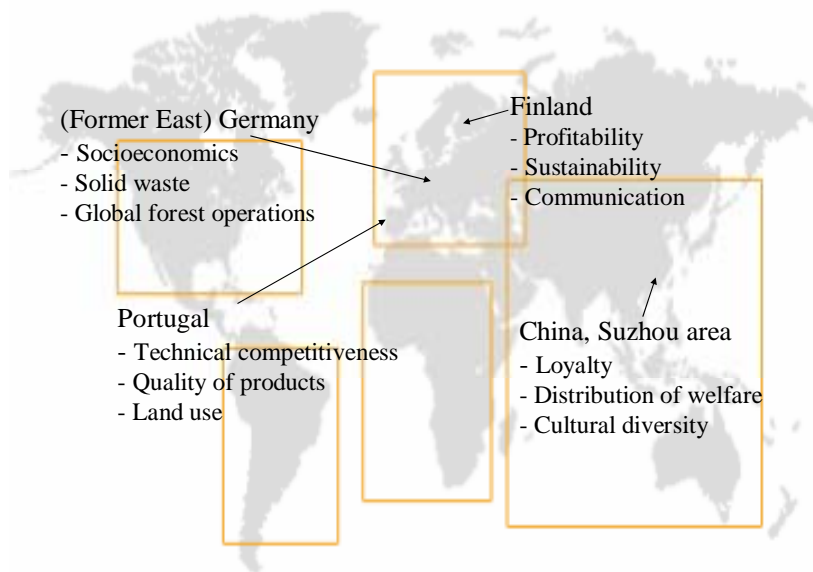 (Former East) Germany
- Socioeconomics
- Solid waste
- Global forest operations
Finland
- Profitability
- Sustainability
- Communication
Portugal
- Technical competitiveness
- Quality of products
- Land use
China, Suzhou area
- Loyalty
- Distribution of welfare
- Cultural diversity